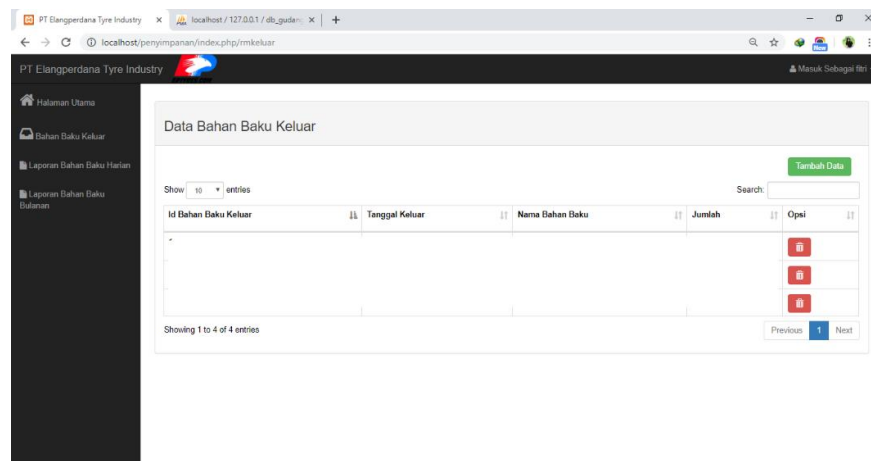 PT Elangperdana Tyre Industry
localhost / 127.0.0.1 / db_gudan
localhost/penyimpanan/index.php/rmkeluar
New
PT Elangperdana Tyre Industry
Masuk Sebagai fitri
Halaman Utama
Bahan Baku Keluar
Laporan Bahan Baku Harian
Laporan Bahan Baku
Bulanan
Data Bahan Baku Keluar
Tambah Data
Show 10 entries
Search:
Id Bahan Baku Keluar Tanggal Keluar Nama Bahan Baku Jumlah Opsi
Showing 1 to 4 of 4 entries
Previous 1 Next